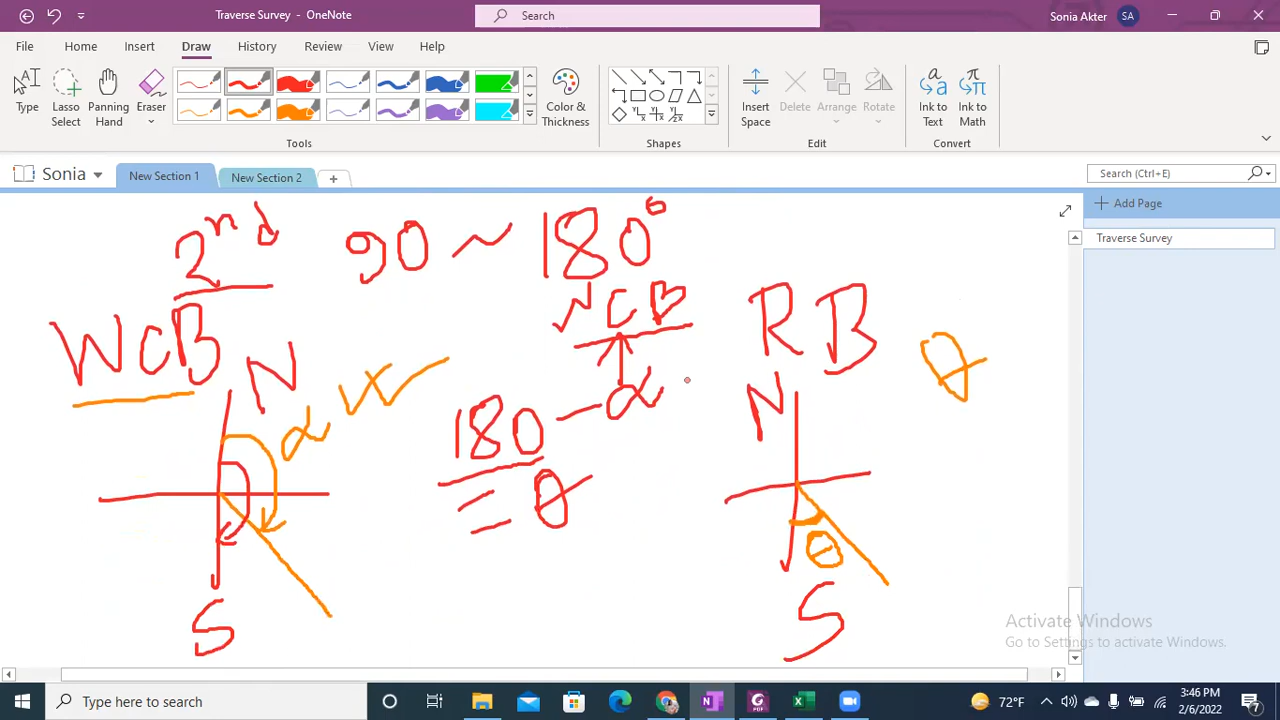 Traverse Survey - OneNote
Search
Sonia Akter
SA
File
Home
Insert
Draw
History
Review
View
Help
Type
Lasso Select
Panning Hand
Eraser
Color & Thickness
Insert Space
Delete
Arrange
Rotate
Ink to Text
Ink to Math
Tools
Shapes
Edit
Convert
Sonia
New Section 1
New Section 2
Search (Ctrl+E)
Add Page
Traverse Survey
2nd 90 ~ 180°
WCB
WCB
RB
θ
N
α
180 - α
= θ
N
θ
S
S
Activate Windows
Go to Settings to activate Windows.
Type here to search
72°F
3:46 PM
2/6/2022
7